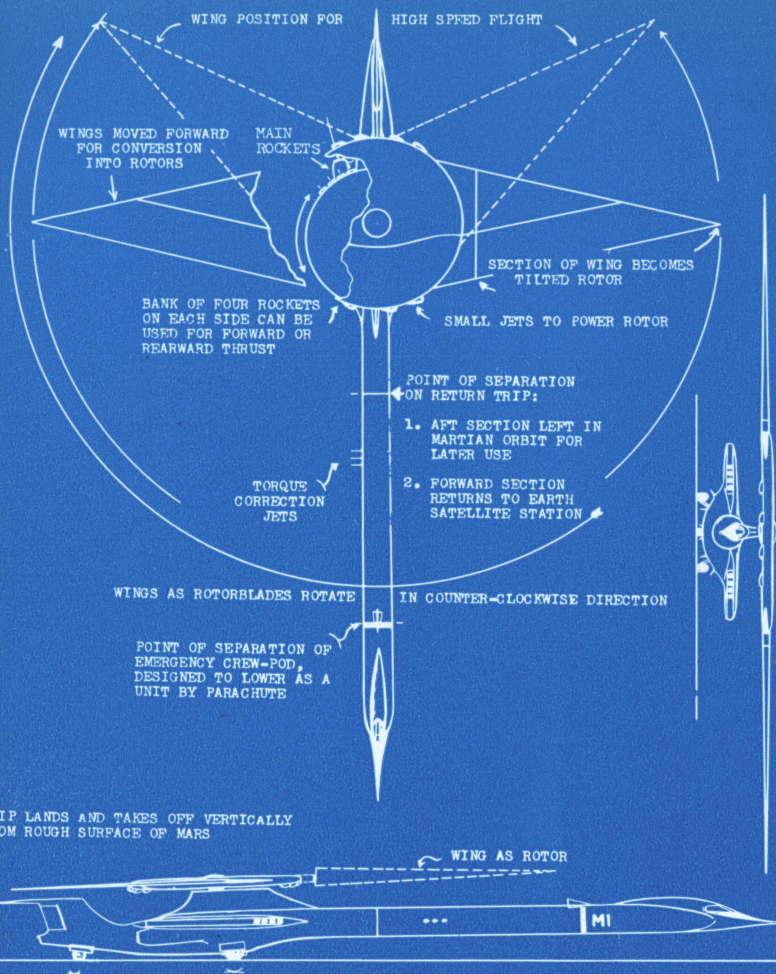 WING POSITION FOR HIGH SPEED FLIGHT
WINGS MOVED FORWARD
FOR CONVERSION
INTO ROTORS
MAIN
ROCKETS
SECTION OF WING BECOMES
TILTED ROTOR
BANK OF FOUR ROCKETS
ON EACH SIDE CAN BE
USED FOR FORWARD OR
REARWARD THRUST
SMALL JETS TO POWER ROTOR
POINT OF SEPARATION
ON RETURN TRIP:
1. AFT SECTION LEFT IN
MARTIAN ORBIT FOR
LATER USE
2. FORWARD SECTION
RETURNS TO EARTH
SATELLITE STATION
TORQUE
CORRECTION
JETS
WINGS AS ROTORBLADES ROTATE IN COUNTER-CLOCKWISE DIRECTION
POINT OF SEPARATION OF
EMERGENCY CREW-POD,
DESIGNED TO LOWER AS A
UNIT BY PARACHUTE
IP LANDS AND TAKES OFF VERTICALLY
OM ROUGH SURFACE OF MARS
WING AS ROTOR
M1